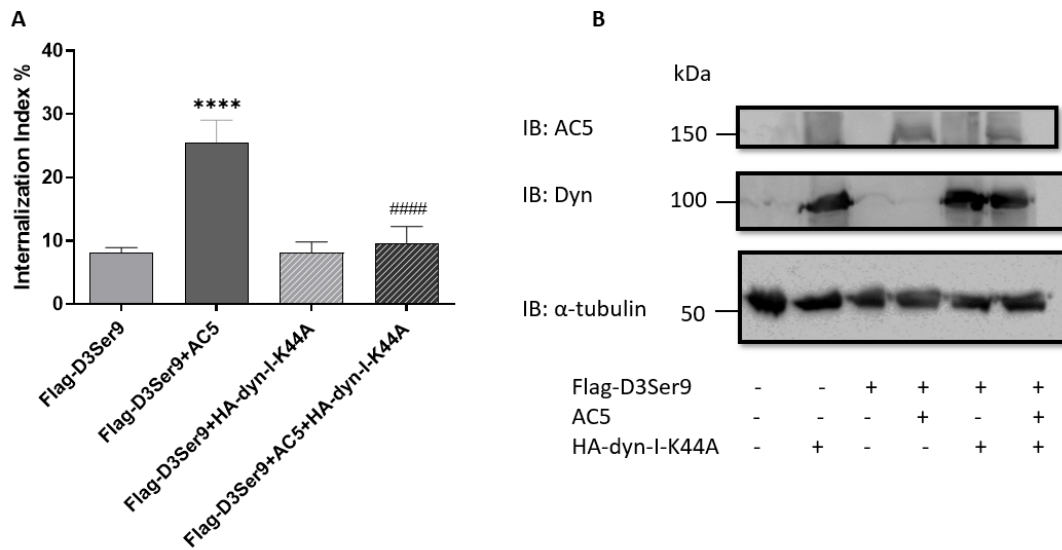 A
Internalization Index %
40
30
20
10
0
****
####
Flag-D3Ser9
Flag-D3Ser9+AC5
Flag-D3Ser9+HA-dyn-I-K44A
Flag-D3Ser9+AC5+HA-dyn-I-K44A
B
kDa
IB: AC5
150
IB: Dyn
100
IB: α-tubulin
50
Flag-D3Ser9 - - + + + +
AC5 - - - + - +
HA-dyn-I-K44A - + - - + +